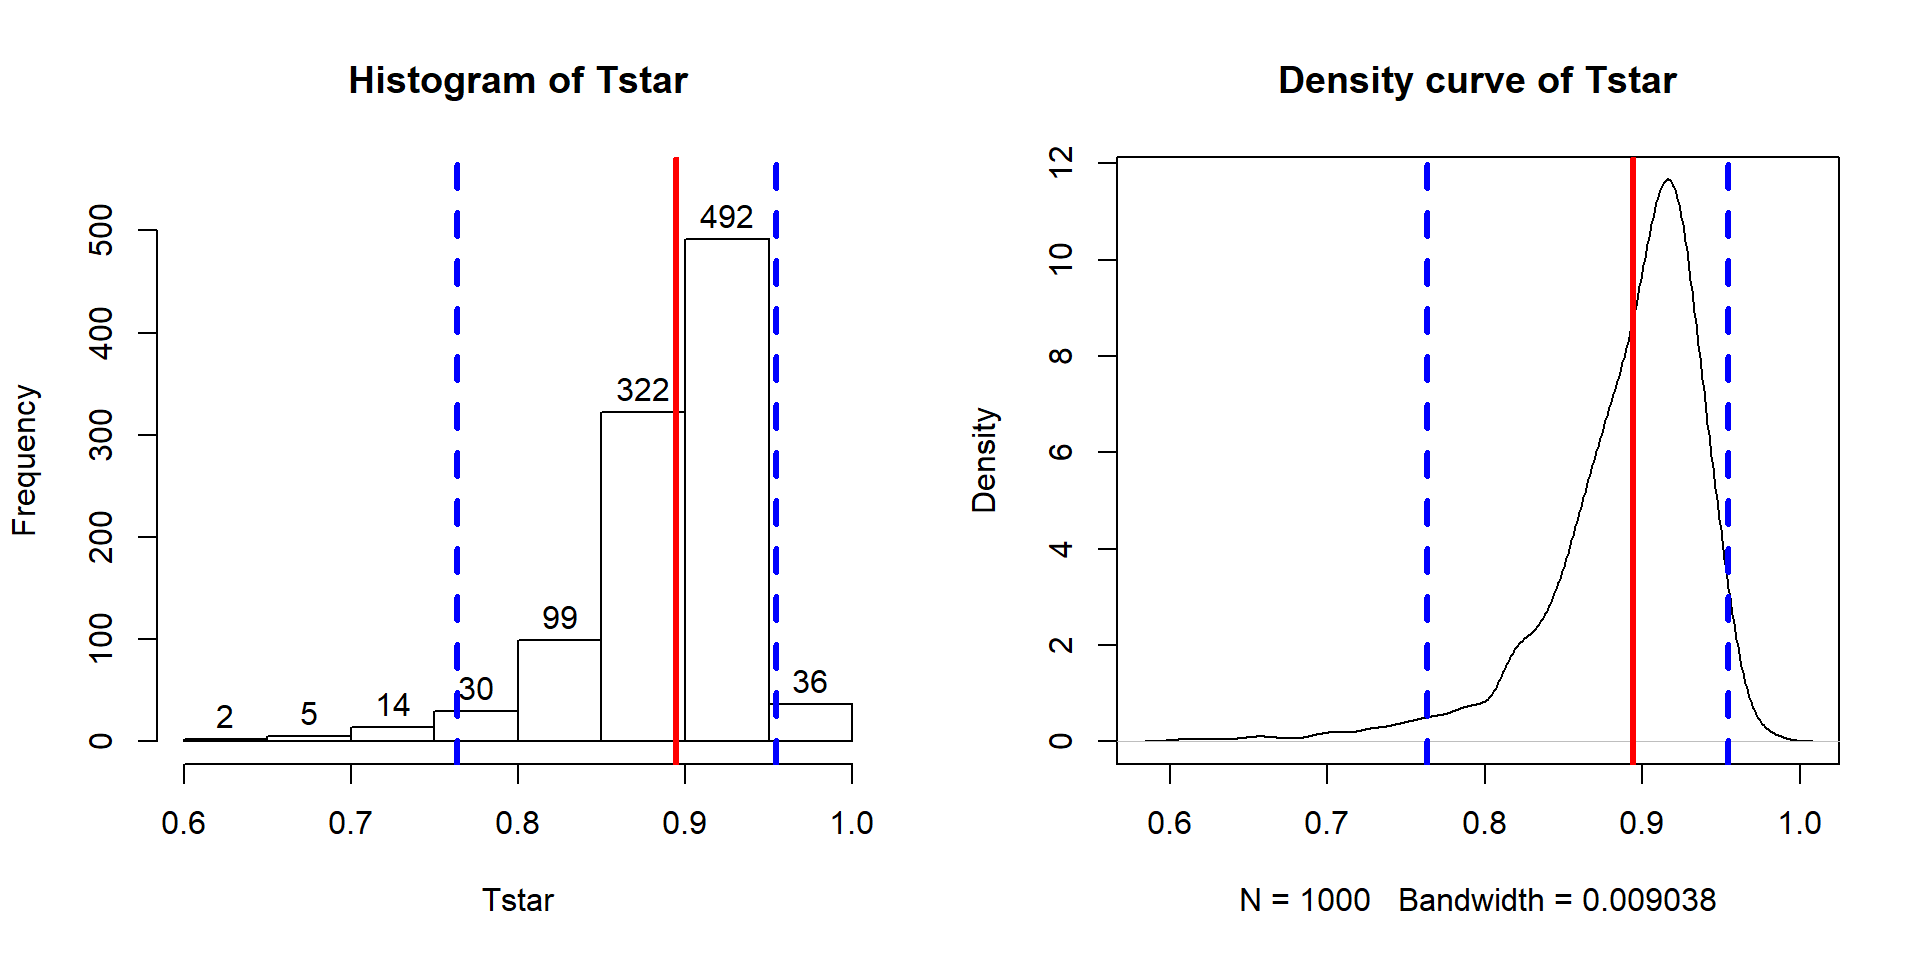 Histogram of Tstar
Frequency
0 100 200 300 400 500
2 5 14 30 99 322 492 36
0.6 0.7 0.8 0.9 1.0
Tstar
Density curve of Tstar
Density
0 2 4 6 8 10 12
0.6 0.7 0.8 0.9 1.0
N = 1000 Bandwidth = 0.009038